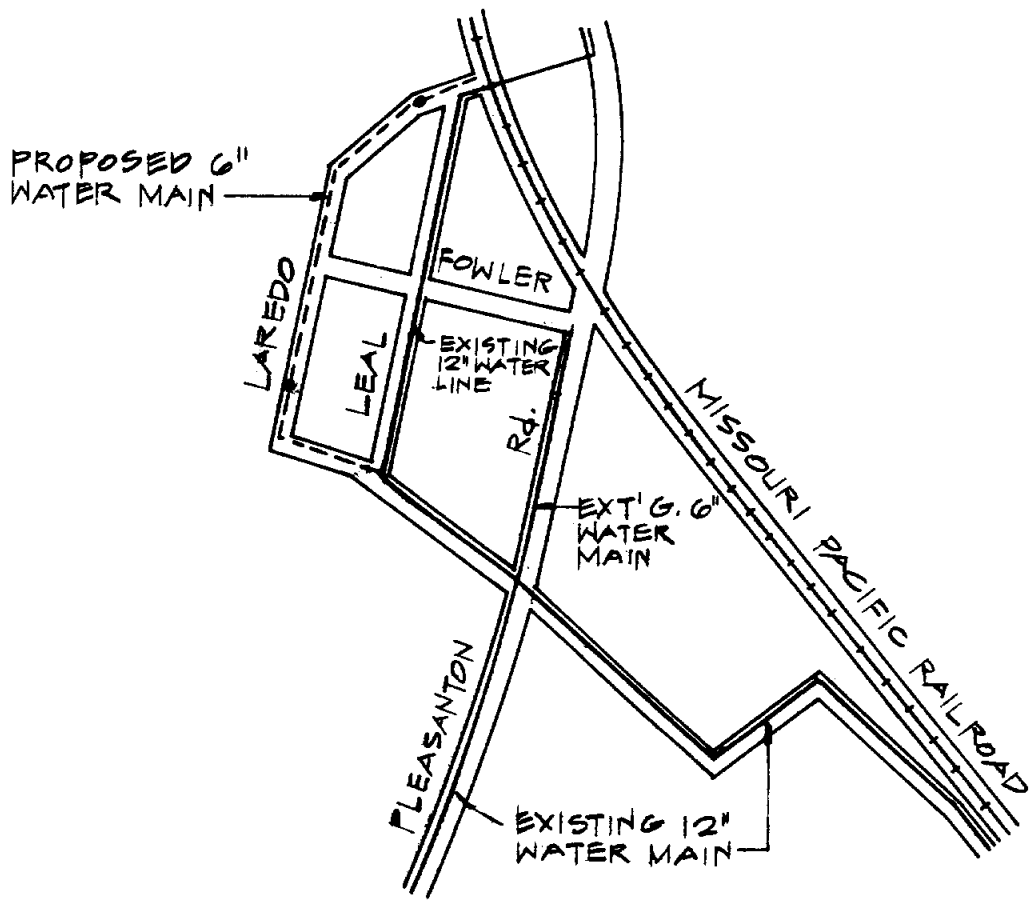 PROPOSED 6"
WATER MAIN
FOWLER
LAREDO
LEAL
EXISTING
12" WATER
LINE
Rd.
MISSOURI PACIFIC RAILROAD
EXT'G. 6"
WATER
MAIN
PLEASANTON
EXISTING 12"
WATER MAIN